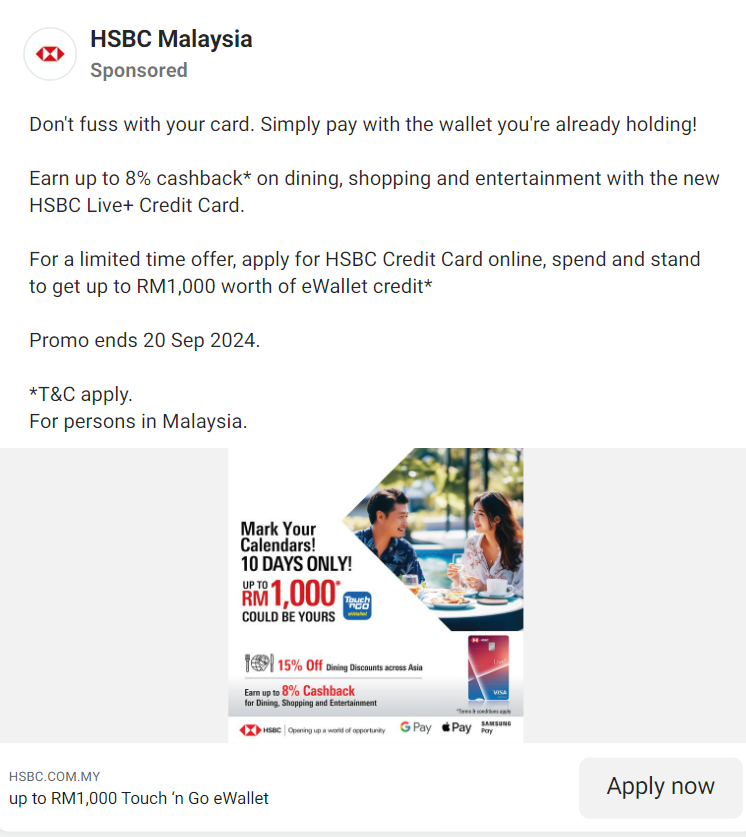 HSBC Malaysia
Sponsored
Don't fuss with your card. Simply pay with the wallet you're already holding!
Earn up to 8% cashback* on dining, shopping and entertainment with the new
HSBC Live+ Credit Card.
For a limited time offer, apply for HSBC Credit Card online, spend and stand
to get up to RM1,000 worth of eWallet credit*
Promo ends 20 Sep 2024.
*T&C apply.
For persons in Malaysia.
Mark Your
Calendars!
10 DAYS ONLY!
UP TO
RM1,000*
Touch
'nGO
eWallet
COULD BE YOURS
15% Off Dining Discounts across Asia
Earn up to 8% Cashback
for Dining, Shopping and Entertainment
HSBC
Live+
VISA
*Terms & conditions apply
HSBC | Opening up a world of opportunity
G Pay
Pay
SAMSUNG
Pay
HSBC.COM.MY
up to RM1,000 Touch ‘n Go eWallet
Apply now